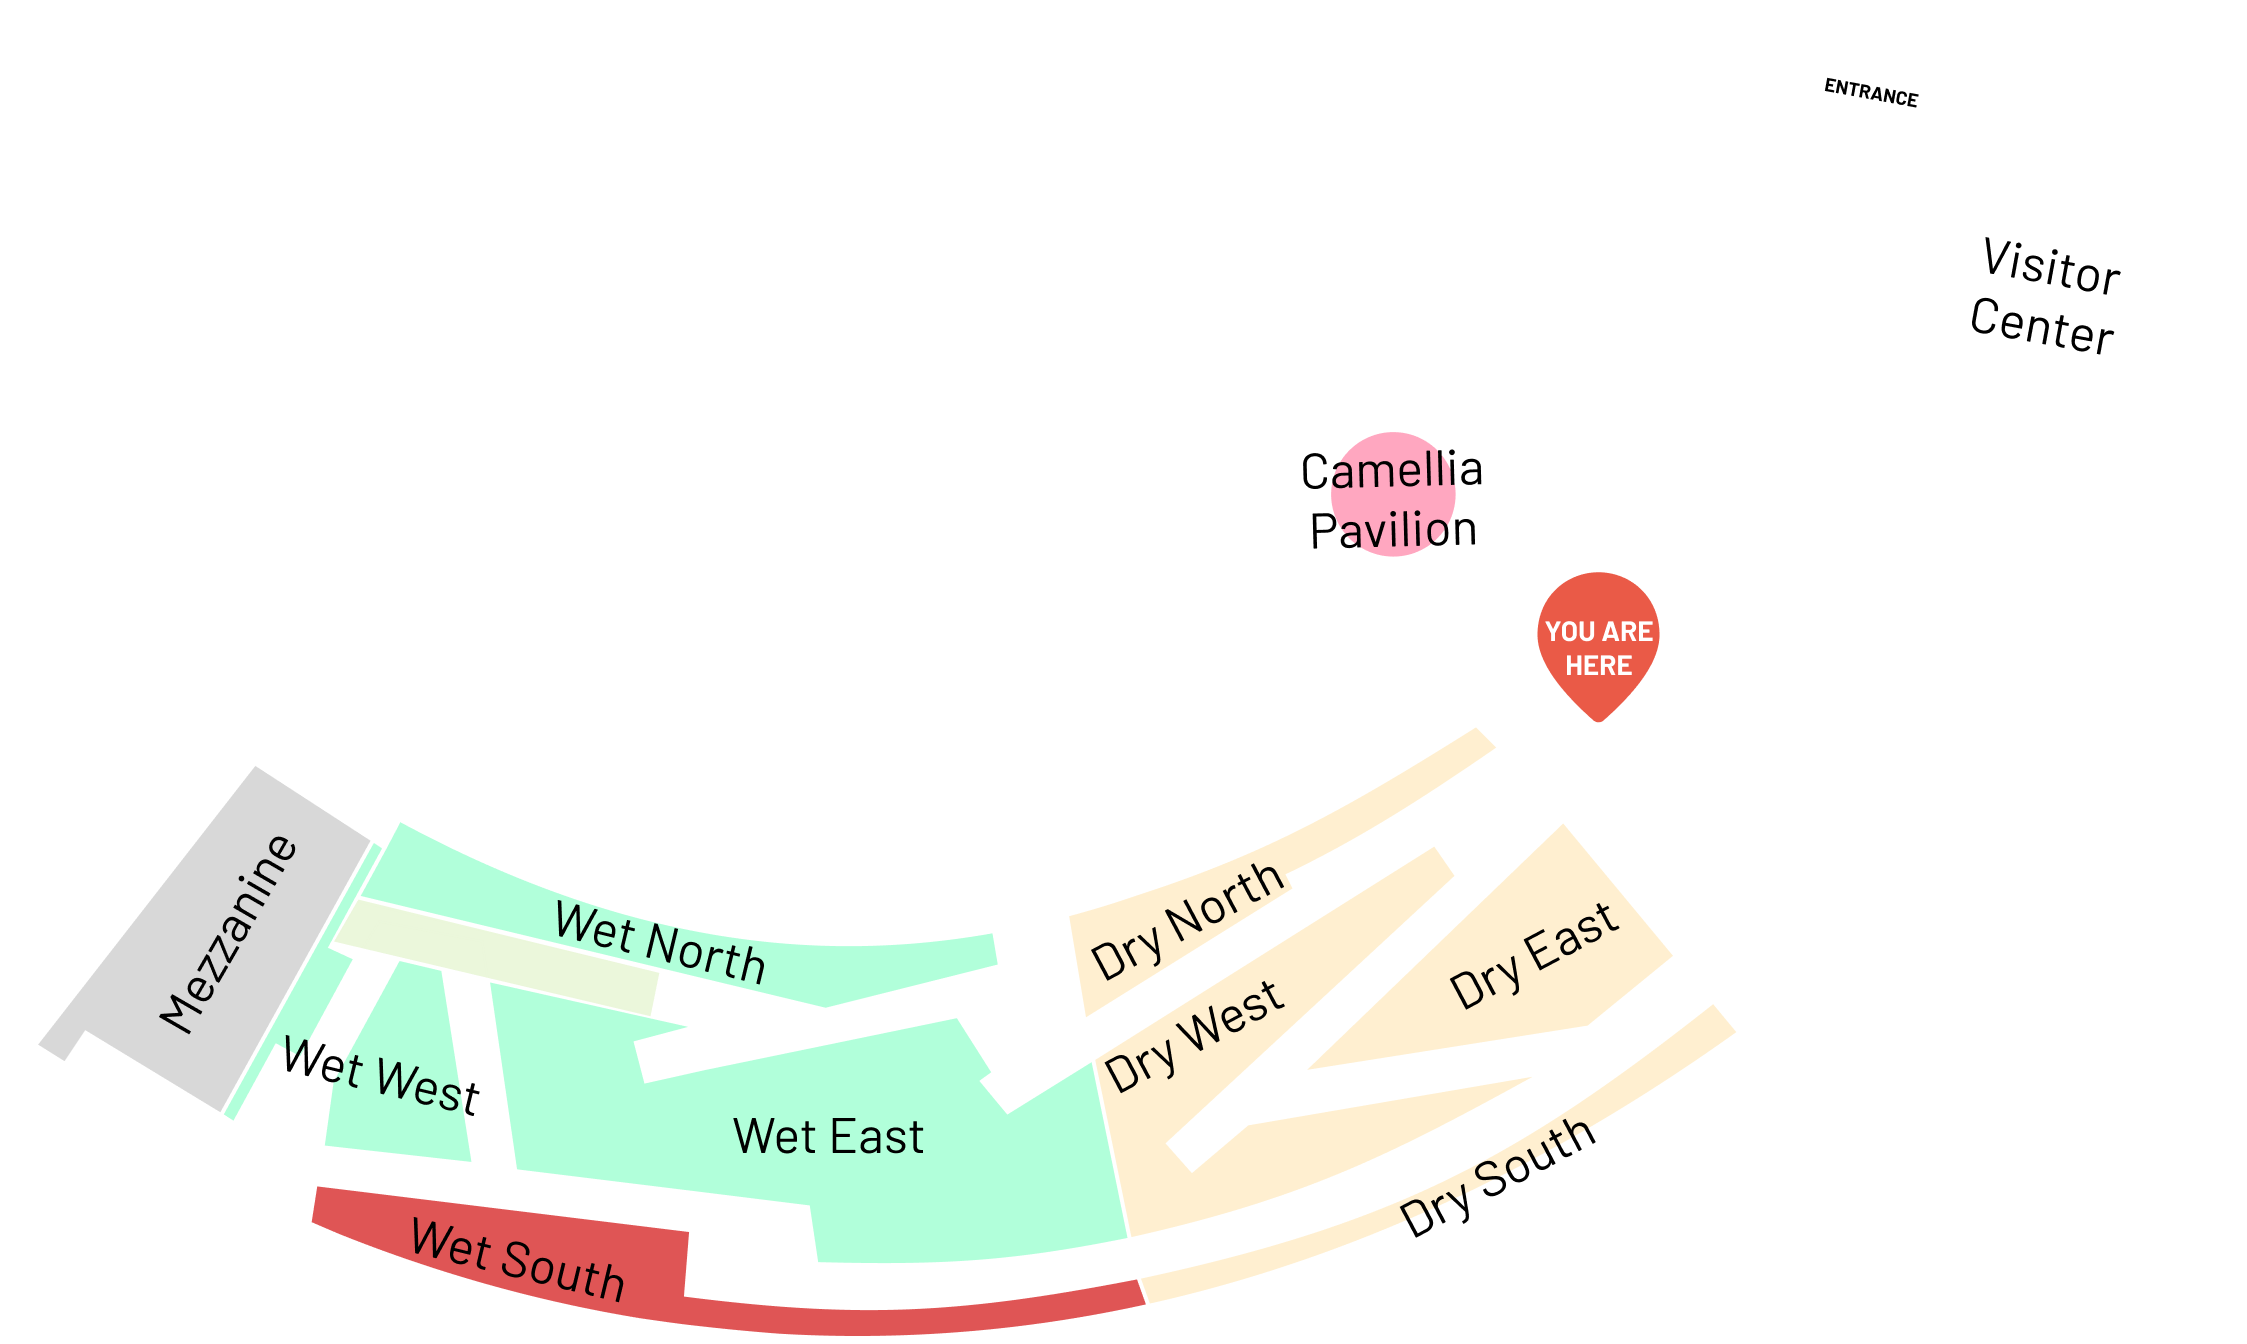 ENTRANCE
Visitor
Center
Camellia
Pavilion
YOU ARE
HERE
Mezzanine
Wet North
Dry North
Dry East
Dry West
Wet West
Wet East
Dry South
Wet South